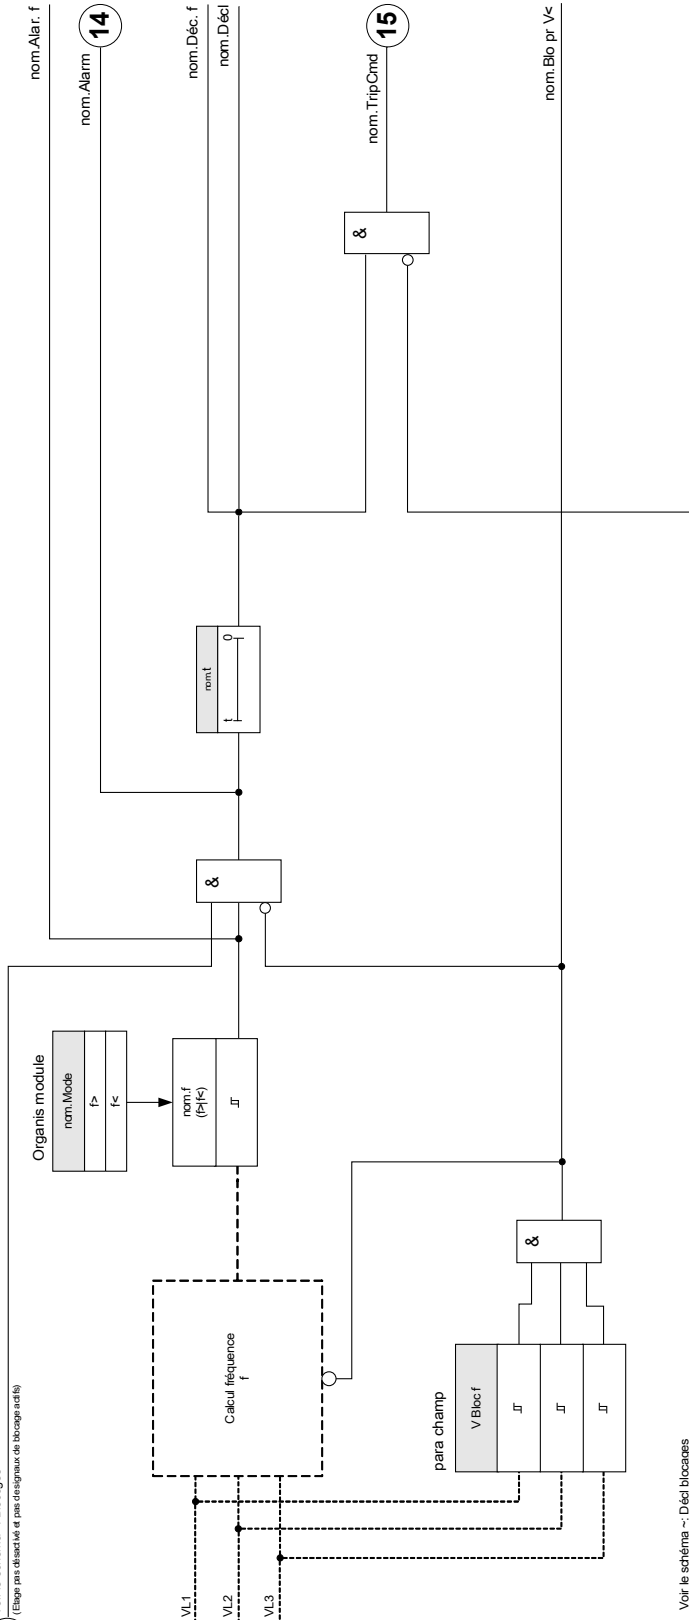 nom.Alar. f
14
nom.Alarm
nom.Déc. f
nom.Décl
15
nom.TripCmd
nom.Blo pr V<
&
nom.t
t
0
&
Organis module
nom.Mode
f>
f<
nom.f
(f>|f<)
(Etage pas désactivé et pas de signaux de blocage actifs)
Calcul fréquence
f
&
para champ
V Bloc f
VL1
VL2
VL3
Voir le schéma ~: Décl blocages